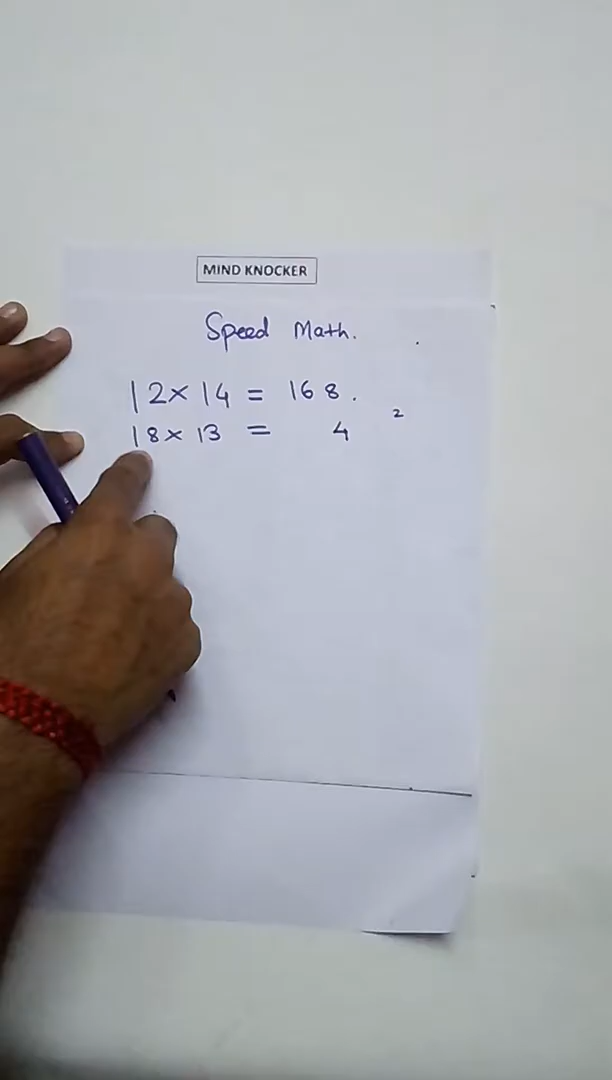 MIND KNOCKER
Speed Math.
12 × 14 = 168.
18 × 13 = 4 2